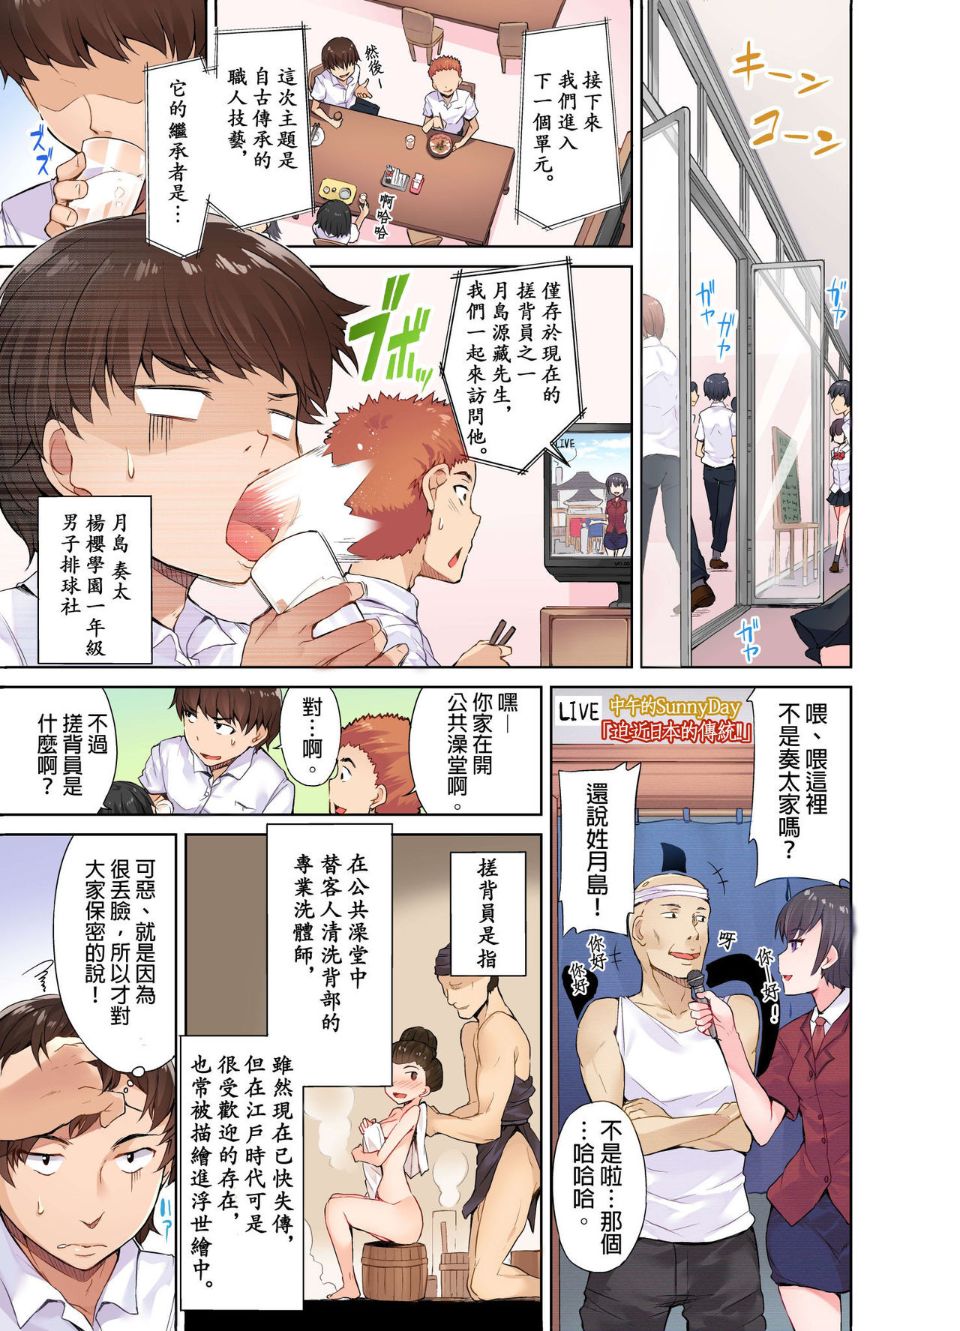 キーン
コーン
ガヤ
ガヤ
ガヤ
接下來
我們進入
下一個單元。
然後—
啊哈哈
這次主題是
自古傳承的
職人技藝，
它的繼承者是…
ズズ
僅存於現在的
搓背員之一
月島源藏先生，
我們一起來訪問他。
LIVE
ブボッ
月島 奏太
楊櫻學園一年級
男子排球社
LIVE
中午的SunnyDay
「迫近日本的傳統!!」
喂、喂這裡
不是奏太家嗎？
還說姓月島！
你—好！
呀
你好
你好
不是啦…那個
…哈哈哈。
嘿—
你家在開
公共澡堂啊。
對…啊。
不過
搓背員是
什麼啊？
搓背員是指
在公共澡堂中
替客人清洗背部的
專業洗體師，
雖然現在已快失傳，
但在江戶時代可是
很受歡迎的存在，
也常被描繪進浮世繪中。
可惡、就是因為
很丟臉，所以才對
大家保密的說！